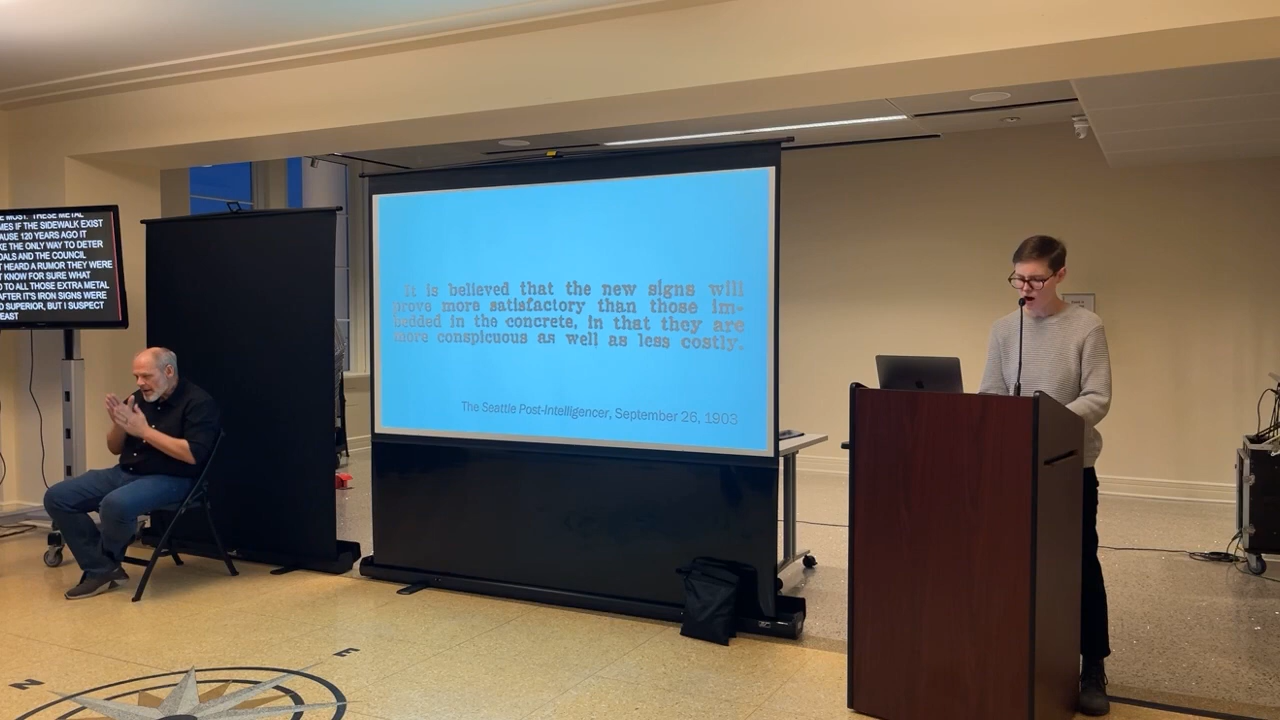 E MOST. THESE METAL
MES IF THE SIDEWALK EXIST
AUSE 120 YEARS AGO IT
KE THE ONLY WAY TO DETER
DALS AND THE COUNCIL
T HEARD A RUMOR THEY WERE
T KNOW FOR SURE WHAT
D TO ALL THOSE EXTRA METAL
AFTER IT'S IRON SIGNS WERE
O SUPERIOR, BUT I SUSPECT
EAST
It is believed that the new signs will
prove more satisfactory than those im-
bedded in the concrete, in that they are
more conspicuous as well as less costly.
The Seattle Post-Intelligencer, September 26, 1903
N
E